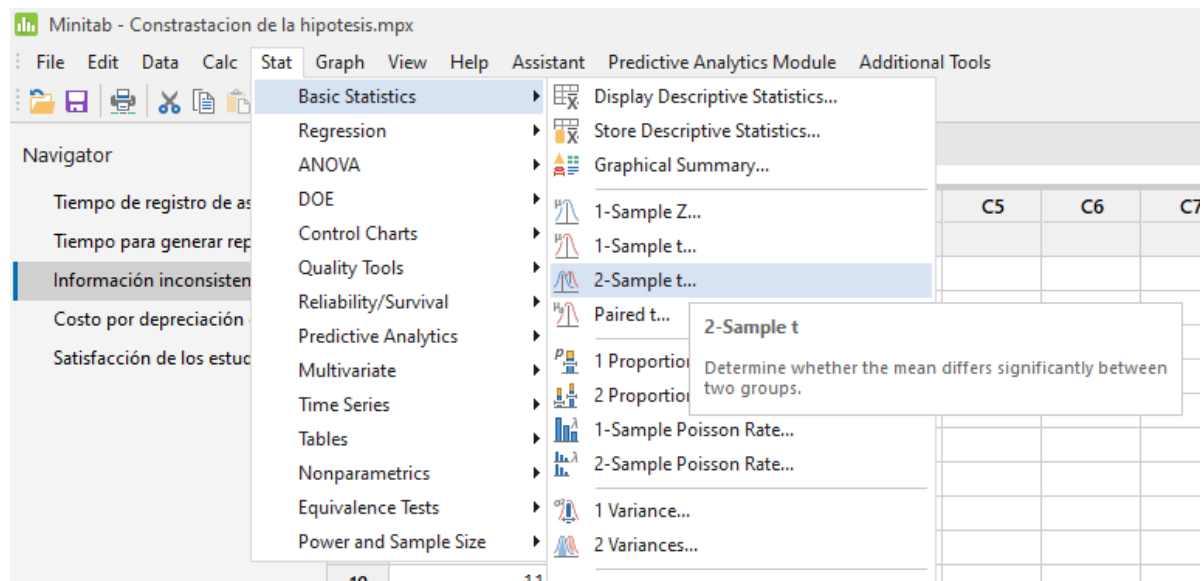 Minitab - Constrastacion de la hipotesis.mpx
File Edit Data Calc Stat Graph View Help Assistant Predictive Analytics Module Additional Tools
Navigator
Tiempo de registro de as
Tiempo para generar rep
Información inconsisten
Costo por depreciación
Satisfacción de los estud
Basic Statistics
Regression
ANOVA
DOE
Control Charts
Quality Tools
Reliability/Survival
Predictive Analytics
Multivariate
Time Series
Tables
Nonparametrics
Equivalence Tests
Power and Sample Size
Display Descriptive Statistics...
Store Descriptive Statistics...
Graphical Summary...
1-Sample Z...
1-Sample t...
2-Sample t...
Paired t...
1 Proportion
2 Proportion
1-Sample Poisson Rate...
2-Sample Poisson Rate...
1 Variance...
2 Variances...
2-Sample t
Determine whether the mean differs significantly between
two groups.
C5 C6 C7